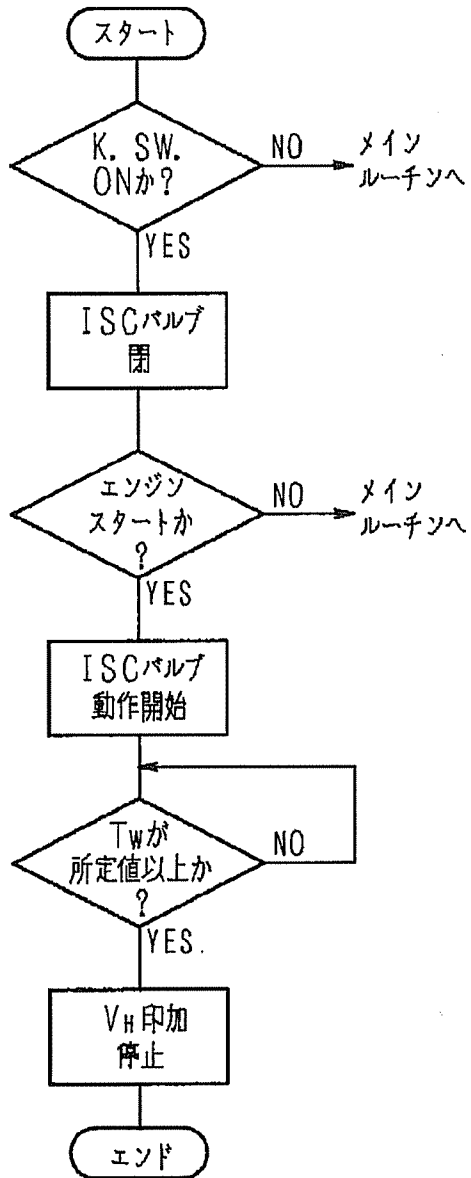 スタート
K. SW.
ONか?
NO
メイン
ルーチンへ
YES
ISCバルブ
閉
エンジン
スタートか
?
NO
メイン
ルーチンへ
YES
ISCバルブ
動作開始
Twが
所定値以上か
?
NO
YES.
VH印加
停止
エンド